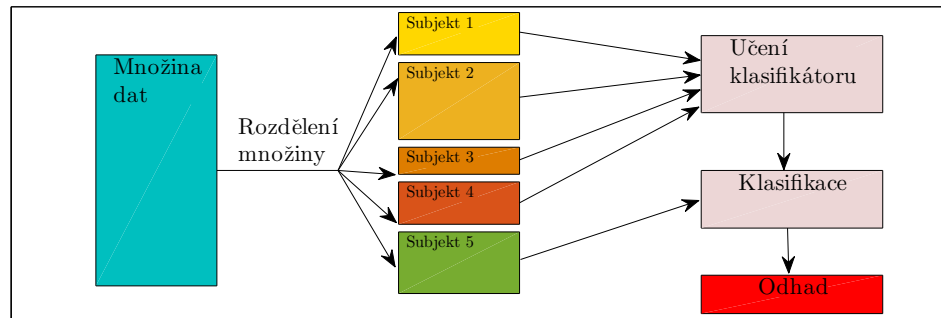 Množina
dat
Rozdělení
množiny
Subjekt 1
Subjekt 2
Subjekt 3
Subjekt 4
Subjekt 5
Učení
klasifikátoru
Klasifikace
Odhad